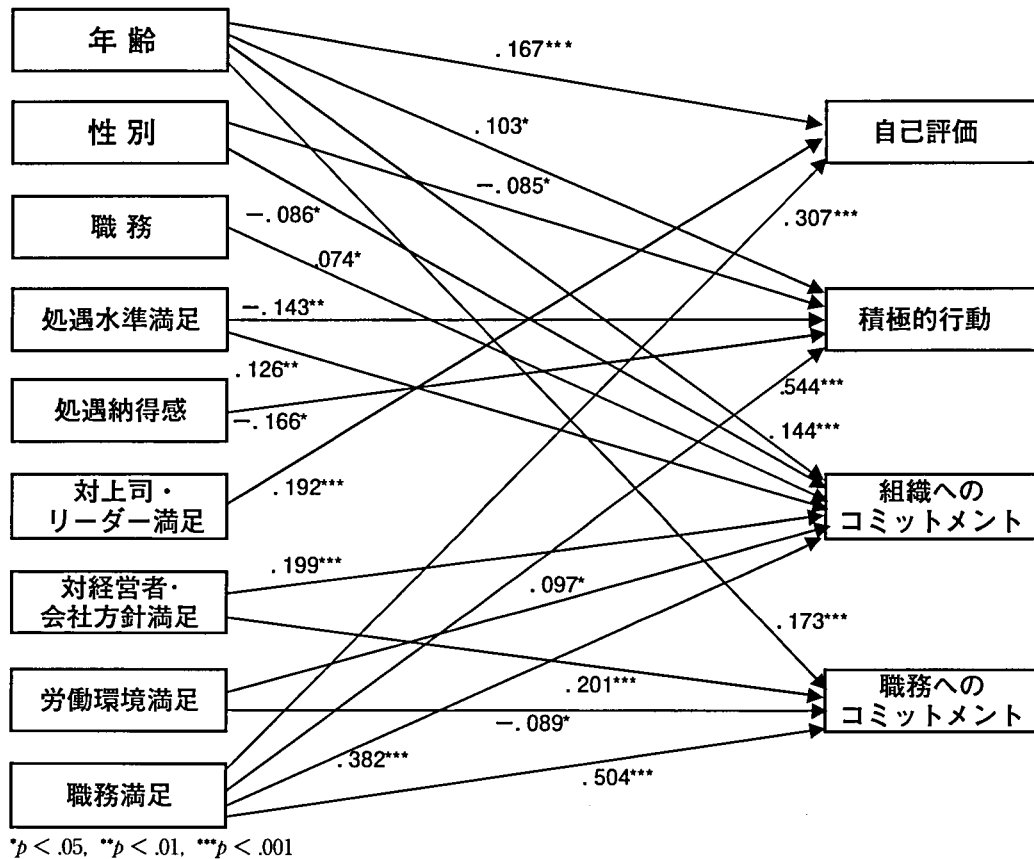 年 齢
性 別
職 務
処遇水準満足
処遇納得感
対上司・
リーダー満足
対経営者・
会社方針満足
労働環境満足
職務満足
.167***
.103*
−.085*
−.086*
.074*
−.143**
.126**
−.166*
.192***
.199***
.097*
.201***
−.089*
.382***
.504***
.307***
.544***
.144***
.173***
自己評価
積極的行動
組織への
コミットメント
職務への
コミットメント
*p < .05, **p < .01, ***p < .001